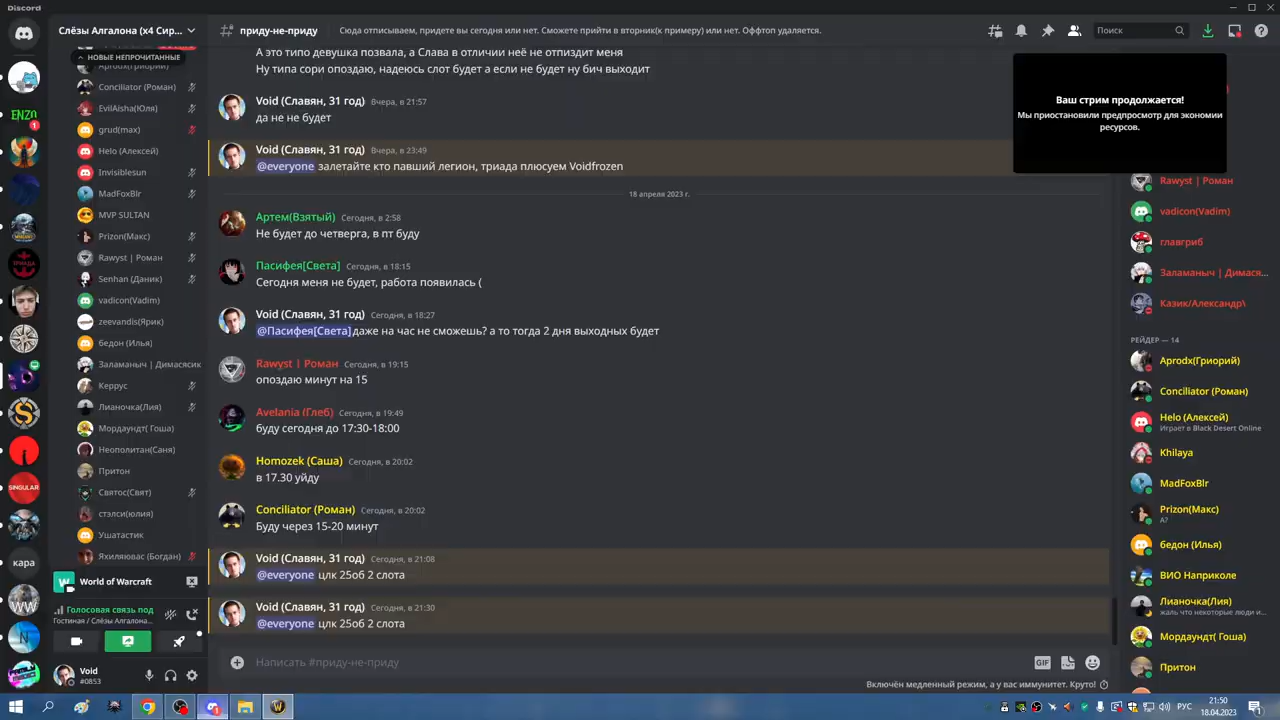 Discord
Слёзы Алгалона (x4 Сир...
НОВЫЕ НЕПРОЧИТАННЫЕ
Aprodx(Гриорий)
Conciliator (Роман)
EvilAisha(Юля)
grud(max)
Helo (Алексей)
Invisiblesun
MadFoxBlr
MVP SULTAN
Prizon(Макс)
Rawyst | Роман
Senhan (Даник)
vadicon(Vadim)
zeevandis(Ярик)
бедон (Илья)
Заламаныч | Димасясик
Керрус
Лианочка(Лия)
Мордаундт( Гоша)
Неополитан(Саня)
Притон
Святос(Свят)
стэлси(юлия)
Ушатастик
Яхиляювас (Богдан)
World of Warcraft
Голосовая связь под
Гостиная / Слёзы Алгалона...
Void
#0853
ENZO
1
ТРИАДА
SINGULAR
кара
WW
приду-не-приду
Сюда отписываем, придете вы сегодня или нет. Сможете прийти в вторник(к примеру) или нет. Оффтоп удаляется.
Поиск
А это типо девушка позвала, а Слава в отличии неё не отпиздит меня
Ну типа сори опоздаю, надеюсь слот будет а если не будет ну бич выходит
Void (Славян, 31 год) Вчера, в 21:57
да не не будет
Void (Славян, 31 год) Вчера, в 23:49
@everyone залетайте кто павший легион, триада плюсуем Voidfrozen
18 апреля 2023 г.
Артем(Взятый) Сегодня, в 2:58
Не будет до четверга, в пт буду
Пасифея[Света] Сегодня, в 18:15
Сегодня меня не будет, работа появилась (
Void (Славян, 31 год) Сегодня, в 18:27
@Пасифея[Света]даже на час не сможешь? а то тогда 2 дня выходных будет
Rawyst | Роман Сегодня, в 19:15
опоздаю минут на 15
Avelania (Глеб) Сегодня, в 19:49
буду сегодня до 17:30-18:00
Homozek (Саша) Сегодня, в 20:02
в 17.30 уйду
Conciliator (Роман) Сегодня, в 20:02
Буду через 15-20 минут
Void (Славян, 31 год) Сегодня, в 21:08
@everyone цлк 25об 2 слота
Void (Славян, 31 год) Сегодня, в 21:30
@everyone цлк 25об 2 слота
Написать #приду-не-приду
GIF
Включён медленный режим, а у вас иммунитет. Круто!
Ваш стрим продолжается!
Мы приостановили предпросмотр для экономии
ресурсов.
Rawyst | Роман
vadicon(Vadim)
главгриб
Заламаныч | Димася...
Казик/Александр\
РЕЙДЕР — 14
Aprodx(Гриорий)
Conciliator (Роман)
Helo (Алексей)
Играет в Black Desert Online
Khilaya
MadFoxBlr
Prizon(Макс)
А?
бедон (Илья)
ВИО Наприколе
Лианочка(Лия)
жаль что некоторые люди и...
Мордаундт( Гоша)
Притон
РУС
21:50
18.04.2023